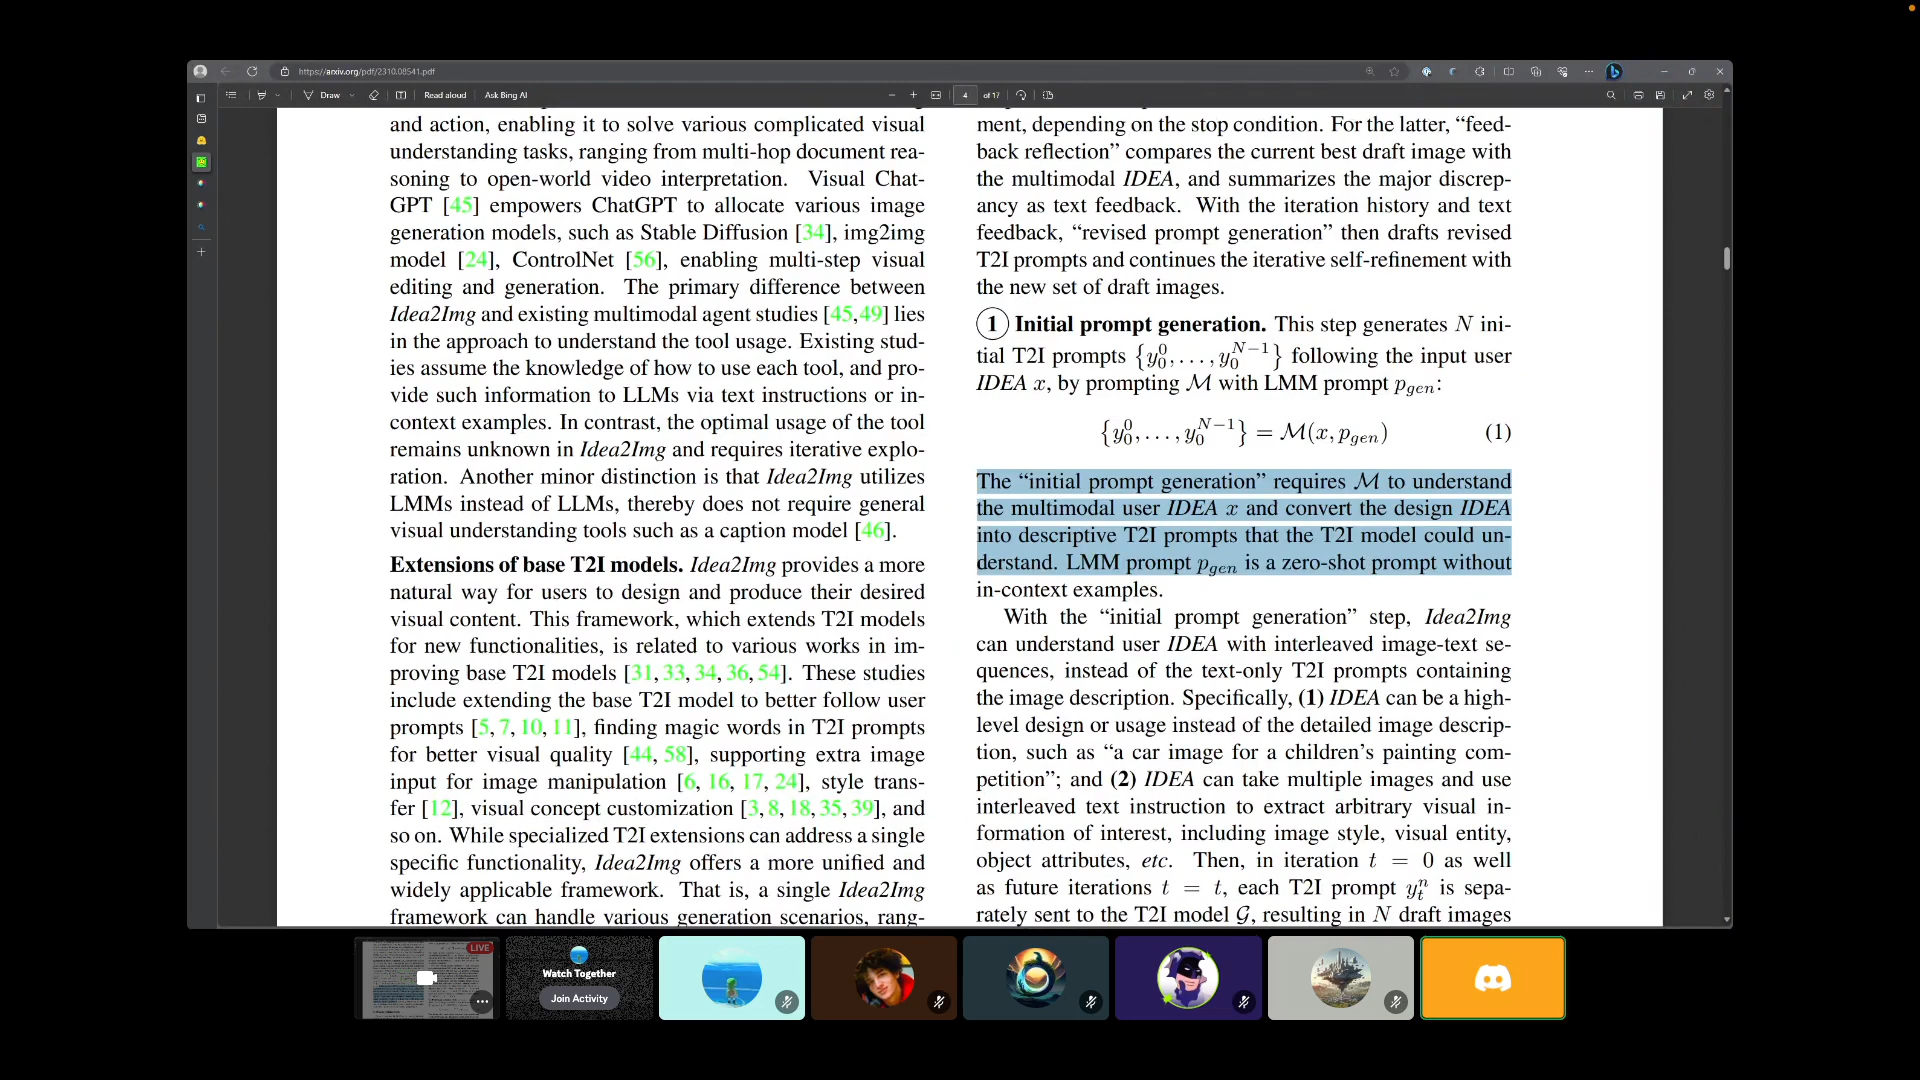 https://arxiv.org/pdf/2310.08541.pdf
Draw
Read aloud
Ask Bing AI
4
of 17
and action, enabling it to solve various complicated visual
understanding tasks, ranging from multi-hop document rea-
soning to open-world video interpretation. Visual Chat-
GPT [45] empowers ChatGPT to allocate various image
generation models, such as Stable Diffusion [34], img2img
model [24], ControlNet [56], enabling multi-step visual
editing and generation. The primary difference between
Idea2Img and existing multimodal agent studies [45,49] lies
in the approach to understand the tool usage. Existing stud-
ies assume the knowledge of how to use each tool, and pro-
vide such information to LLMs via text instructions or in-
context examples. In contrast, the optimal usage of the tool
remains unknown in Idea2Img and requires iterative explo-
ration. Another minor distinction is that Idea2Img utilizes
LMMs instead of LLMs, thereby does not require general
visual understanding tools such as a caption model [46].
Extensions of base T2I models. Idea2Img provides a more
natural way for users to design and produce their desired
visual content. This framework, which extends T2I models
for new functionalities, is related to various works in im-
proving base T2I models [31, 33, 34, 36, 54]. These studies
include extending the base T2I model to better follow user
prompts [5, 7, 10, 11], finding magic words in T2I prompts
for better visual quality [44, 58], supporting extra image
input for image manipulation [6, 16, 17, 24], style trans-
fer [12], visual concept customization [3, 8, 18, 35, 39], and
so on. While specialized T2I extensions can address a single
specific functionality, Idea2Img offers a more unified and
widely applicable framework. That is, a single Idea2Img
framework can handle various generation scenarios, rang-
ment, depending on the stop condition. For the latter, “feed-
back reflection” compares the current best draft image with
the multimodal IDEA, and summarizes the major discrep-
ancy as text feedback. With the iteration history and text
feedback, “revised prompt generation” then drafts revised
T2I prompts and continues the iterative self-refinement with
the new set of draft images.
① Initial prompt generation. This step generates N ini-
tial T2I prompts {y_0^0, . . . , y_0^{N−1}} following the input user
IDEA x, by prompting M with LMM prompt p_gen:
{y_0^0, . . . , y_0^{N−1}} = M(x, p_gen) (1)
The “initial prompt generation” requires M to understand
the multimodal user IDEA x and convert the design IDEA
into descriptive T2I prompts that the T2I model could un-
derstand. LMM prompt p_gen is a zero-shot prompt without
in-context examples.
With the “initial prompt generation” step, Idea2Img
can understand user IDEA with interleaved image-text se-
quences, instead of the text-only T2I prompts containing
the image description. Specifically, (1) IDEA can be a high-
level design or usage instead of the detailed image descrip-
tion, such as “a car image for a children’s painting com-
petition”; and (2) IDEA can take multiple images and use
interleaved text instruction to extract arbitrary visual in-
formation of interest, including image style, visual entity,
object attributes, etc. Then, in iteration t = 0 as well
as future iterations t = t, each T2I prompt y_t^n is sepa-
rately sent to the T2I model G, resulting in N draft images
LIVE
Watch Together
Join Activity